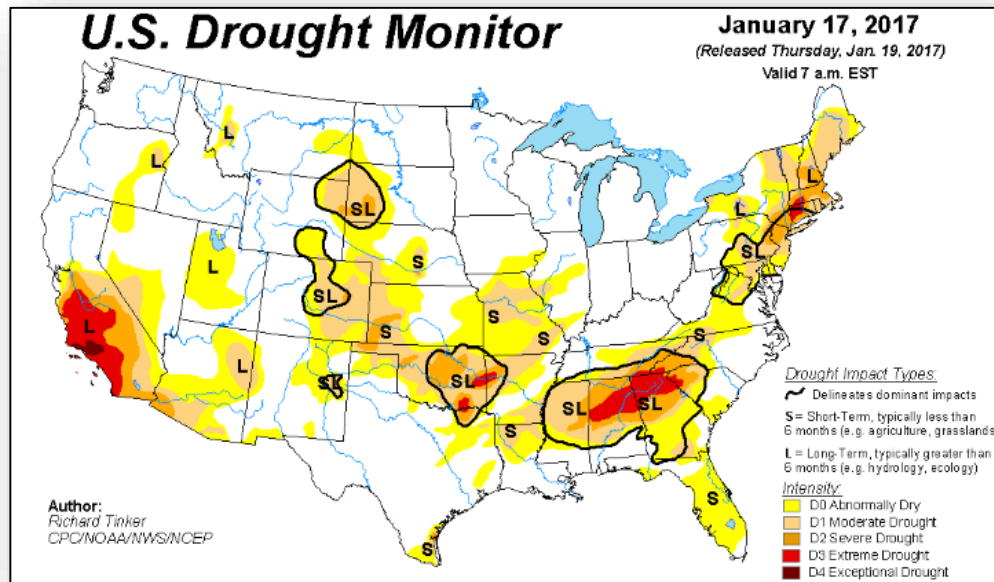 U.S. Drought Monitor
January 17, 2017
(Released Thursday, Jan. 19, 2017)
Valid 7 a.m. EST
L
L
SL
L
L
SL
L
S
SL
SL
S
S
S
L
L
SL
S
SL
S
SL
SL
S
S
S
Drought Impact Types:
Delineates dominant impacts
S = Short-Term, typically less than
6 months (e.g. agriculture, grasslands
L = Long-Term, typically greater than
6 months (e.g. hydrology, ecology)
Intensity:
D0 Abnormally Dry
D1 Moderate Drought
D2 Severe Drought
D3 Extreme Drought
D4 Exceptional Drought
Author:
Richard Tinker
CPC/NOAA/NWS/NCEP